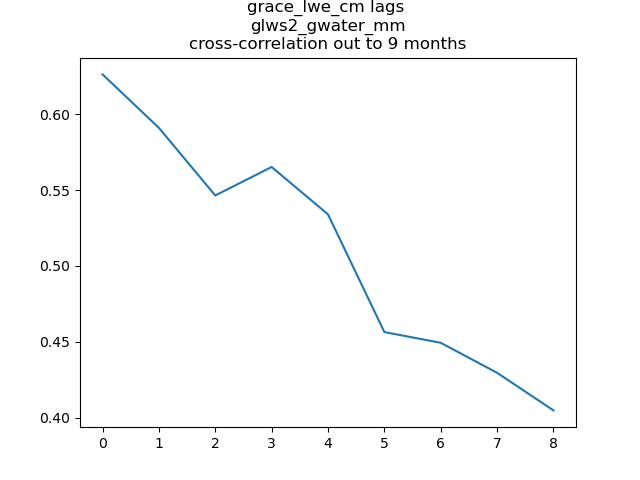 grace_lwe_cm lags
glws2_gwater_mm
cross-correlation out to 9 months
0.60
0.55
0.50
0.45
0.40
0 1 2 3 4 5 6 7 8